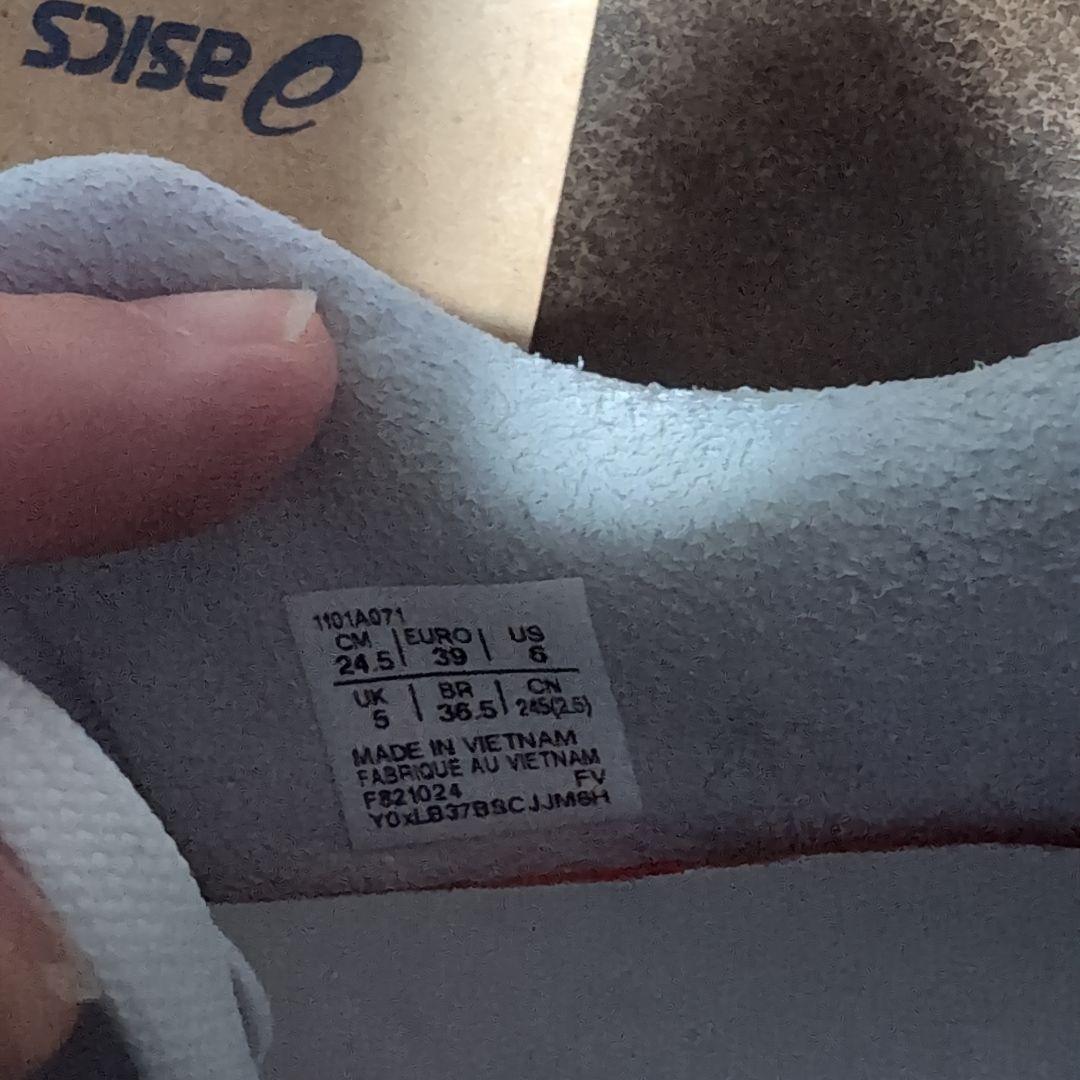 asics
1101A071
CM | EURO | US
24.5 | 39 | 6
UK | BR | CN
5 | 36.5 | 245(2.5)
MADE IN VIETNAM
FABRIQUE AU VIETNAM
F821024 FV